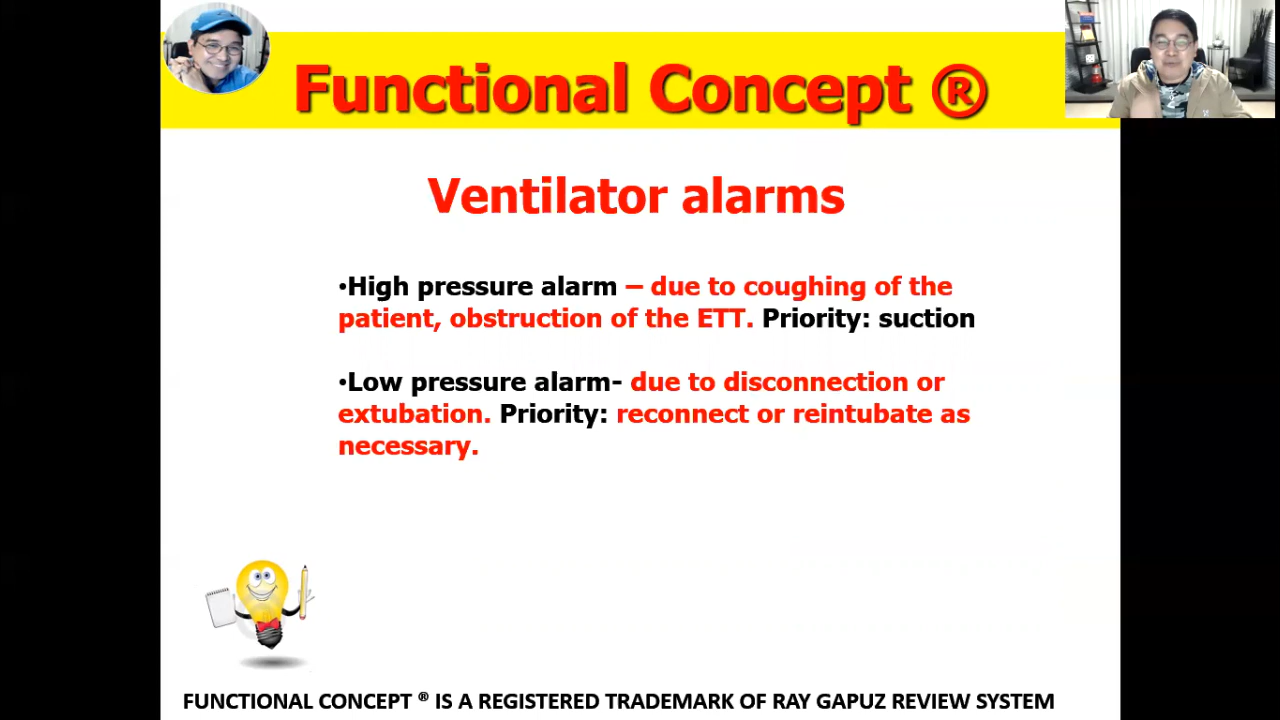 Functional Concept ®
Ventilator alarms
•High pressure alarm – due to coughing of the
patient, obstruction of the ETT. Priority: suction
•Low pressure alarm- due to disconnection or
extubation. Priority: reconnect or reintubate as
necessary.
FUNCTIONAL CONCEPT ® IS A REGISTERED TRADEMARK OF RAY GAPUZ REVIEW SYSTEM